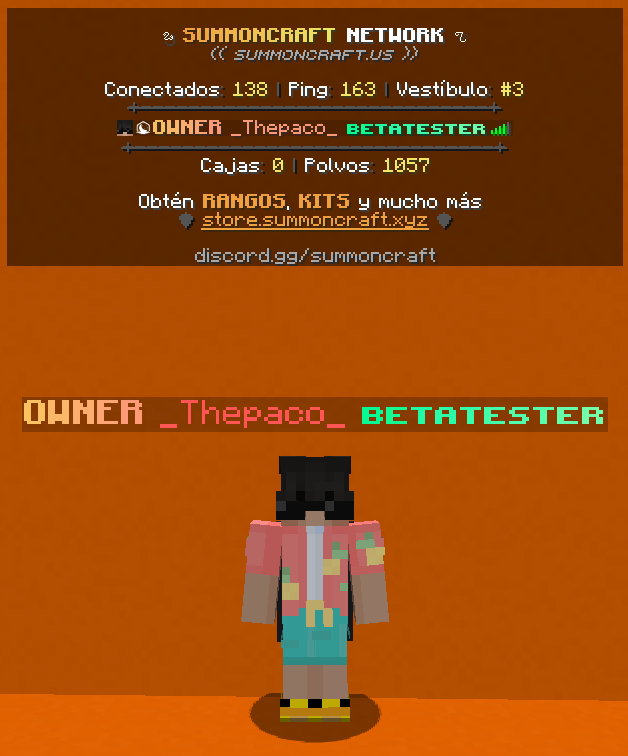 SUMMONCRAFT NETWORK
(( SUMMONCRAFT.US ))
Conectados: 138 | Ping: 163 | Vestíbulo: #3
OWNER _Thepaco_ BETATESTER
Cajas: 0 | Polvos: 1057
Obtén RANGOS, KITS y mucho más
store.summoncraft.xyz
discord.gg/summoncraft
OWNER _Thepaco_ BETATESTER